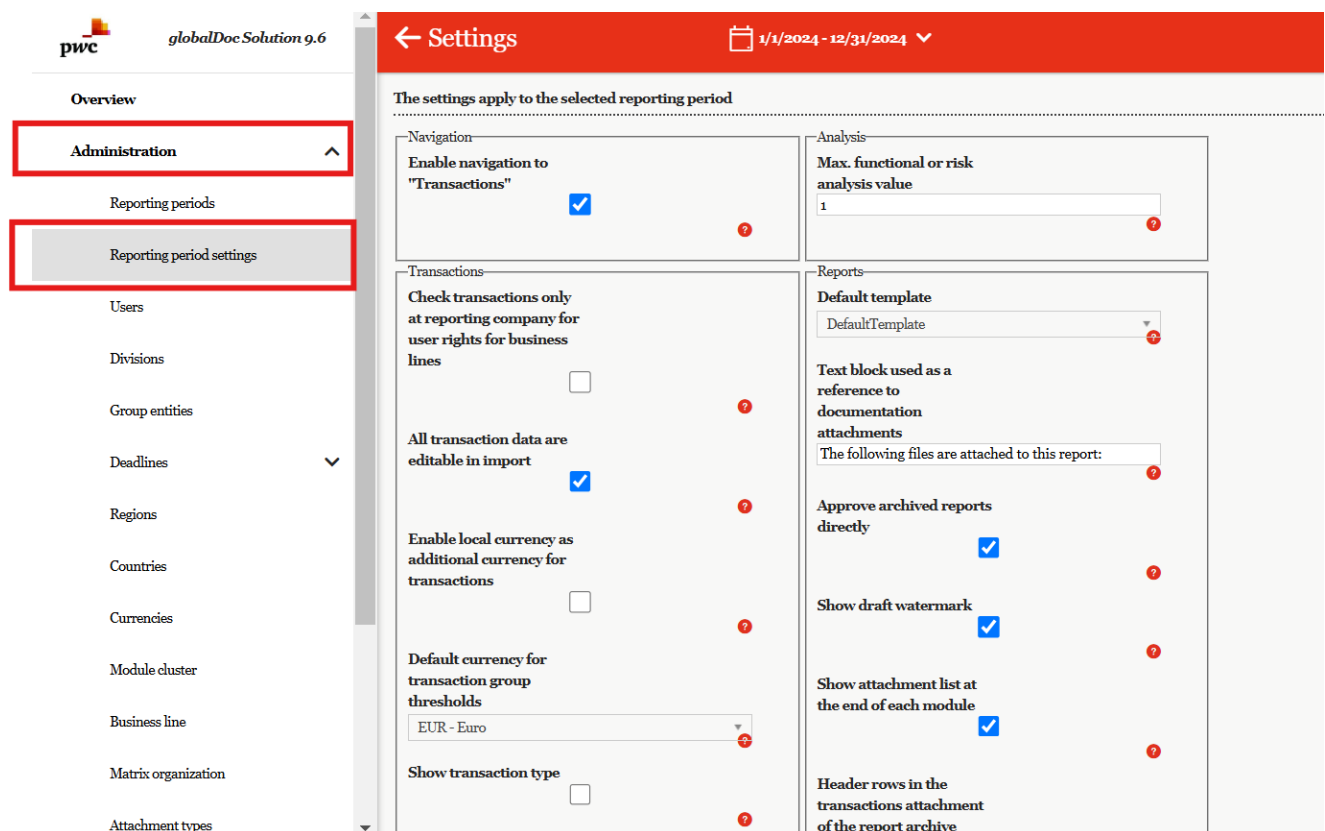 pwc
globalDoc Solution 9.6
Overview
Administration
Reporting periods
Reporting period settings
Users
Divisions
Group entities
Deadlines
Regions
Countries
Currencies
Module cluster
Business line
Matrix organization
Attachment types
Settings
1/1/2024 - 12/31/2024
The settings apply to the selected reporting period
Navigation
Enable navigation to
"Transactions"
?
Analysis
Max. functional or risk
analysis value
1
?
Transactions
Check transactions only
at reporting company for
user rights for business
lines
?
All transaction data are
editable in import
?
Enable local currency as
additional currency for
transactions
?
Default currency for
transaction group
thresholds
EUR - Euro
?
Show transaction type
?
Reports
Default template
DefaultTemplate
?
Text block used as a
reference to
documentation
attachments
The following files are attached to this report:
?
Approve archived reports
directly
?
Show draft watermark
?
Show attachment list at
the end of each module
?
Header rows in the
transactions attachment
of the report archive